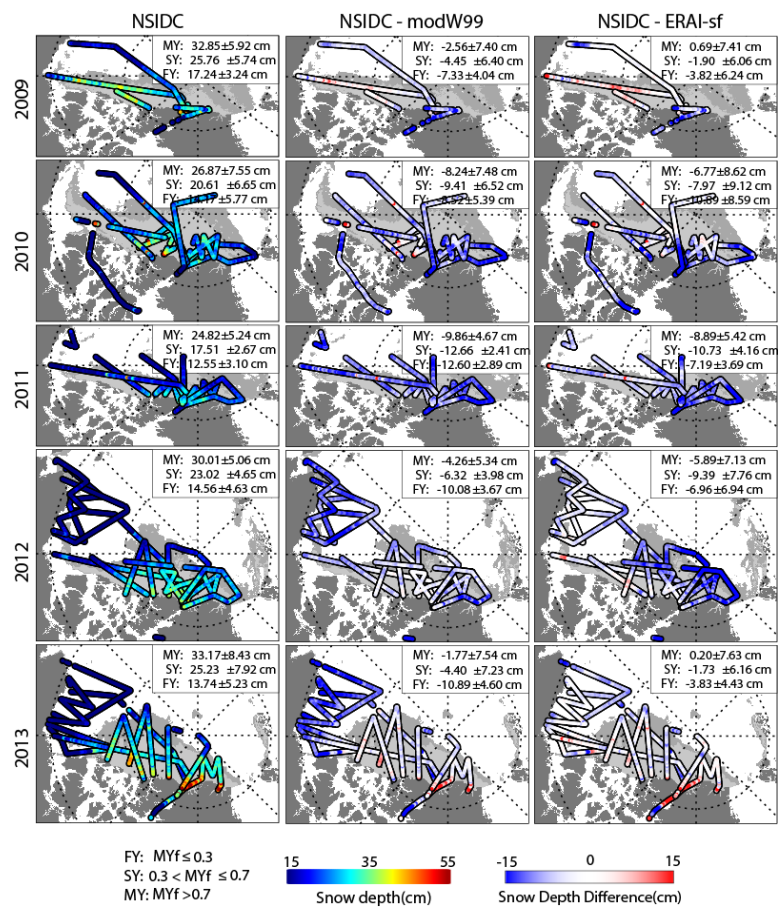 NSIDC
NSIDC - modW99
NSIDC - ERAI-sf
2009
MY: 32.85±5.92 cm
SY: 25.76 ±5.74 cm
FY: 17.24±3.24 cm
MY: -2.56±7.40 cm
SY: -4.45 ±6.40 cm
FY: -7.33±4.04 cm
MY: 0.69±7.41 cm
SY: -1.90 ±6.06 cm
FY: -3.82±6.24 cm
2010
MY: 26.87±7.55 cm
SY: 20.61 ±6.65 cm
FY: ±5.77 cm
MY: -8.24±7.48 cm
SY: -9.41 ±6.52 cm
FY: ±5.39 cm
MY: -6.77±8.62 cm
SY: -7.97 ±9.12 cm
FY: -10.89 ±8.59 cm
2011
MY: 24.82±5.24 cm
SY: 17.51 ±2.67 cm
FY: 12.55±3.10 cm
MY: -9.86±4.67 cm
SY: - 12.66 ±2.41 cm
FY: 12.60±2.89 cm
MY: -8.89±5.42 cm
SY: -10.73 ±4.16 cm
FY: -7.19±3.69 cm
2012
MY: 30.01±5.06 cm
SY: 23.02 ±4.65 cm
FY: 14.56±4.63 cm
MY: -4.26±5.34 cm
SY: -6.32 ±3.98 cm
FY: -10.08±3.67 cm
MY: -5.89±7.13 cm
SY: -9.39 ±7.76 cm
FY: -6.96±6.94 cm
2013
MY: 33.17±8.43 cm
SY: 25.23 ±7.92 cm
FY: 13.74±5.23 cm
MY: -1.77±7.54 cm
SY: -4.40 ±7.23 cm
FY: -10.89±4.60 cm
MY: 0.20±7.63 cm
SY: -1.73 ±6.16 cm
FY: -3.83±4.43 cm
FY: MYf ≤ 0.3
SY: 0.3 < MYf ≤ 0.7
MY: MYf >0.7
15 35 55
Snow depth(cm)
-15 0 15
Snow Depth Difference(cm)